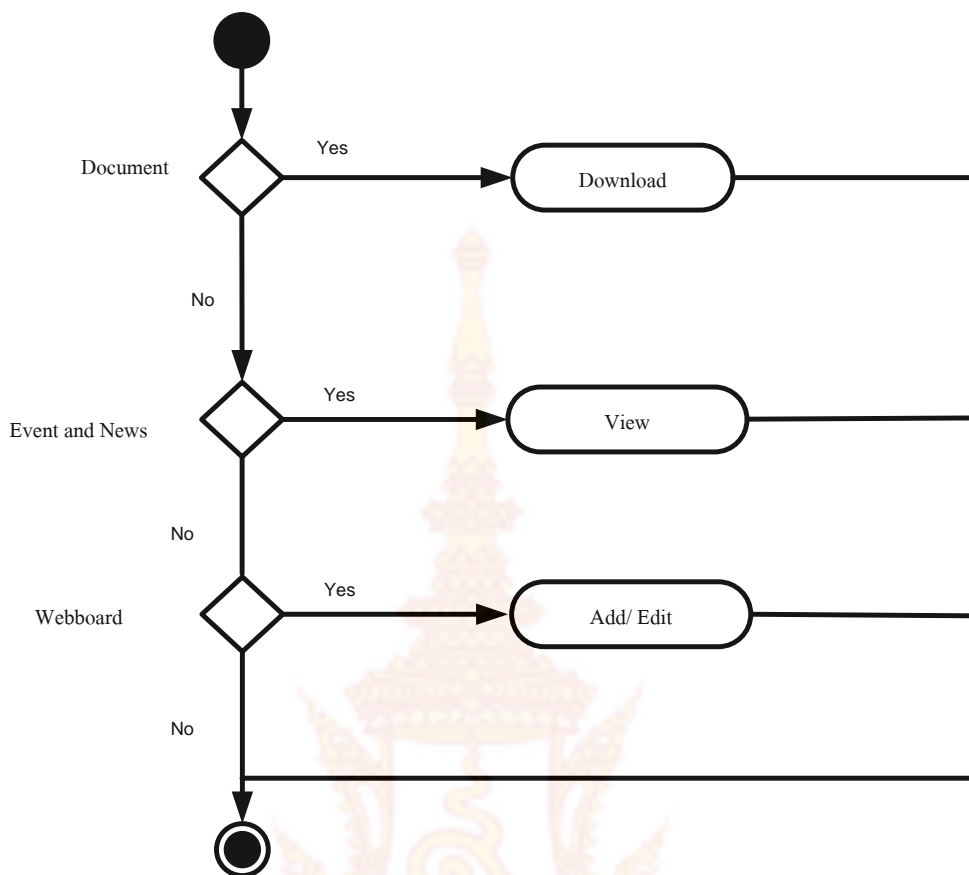 Yes
Document
Download
No
Yes
Event and News
View
No
Yes
Webboard
Add/ Edit
No